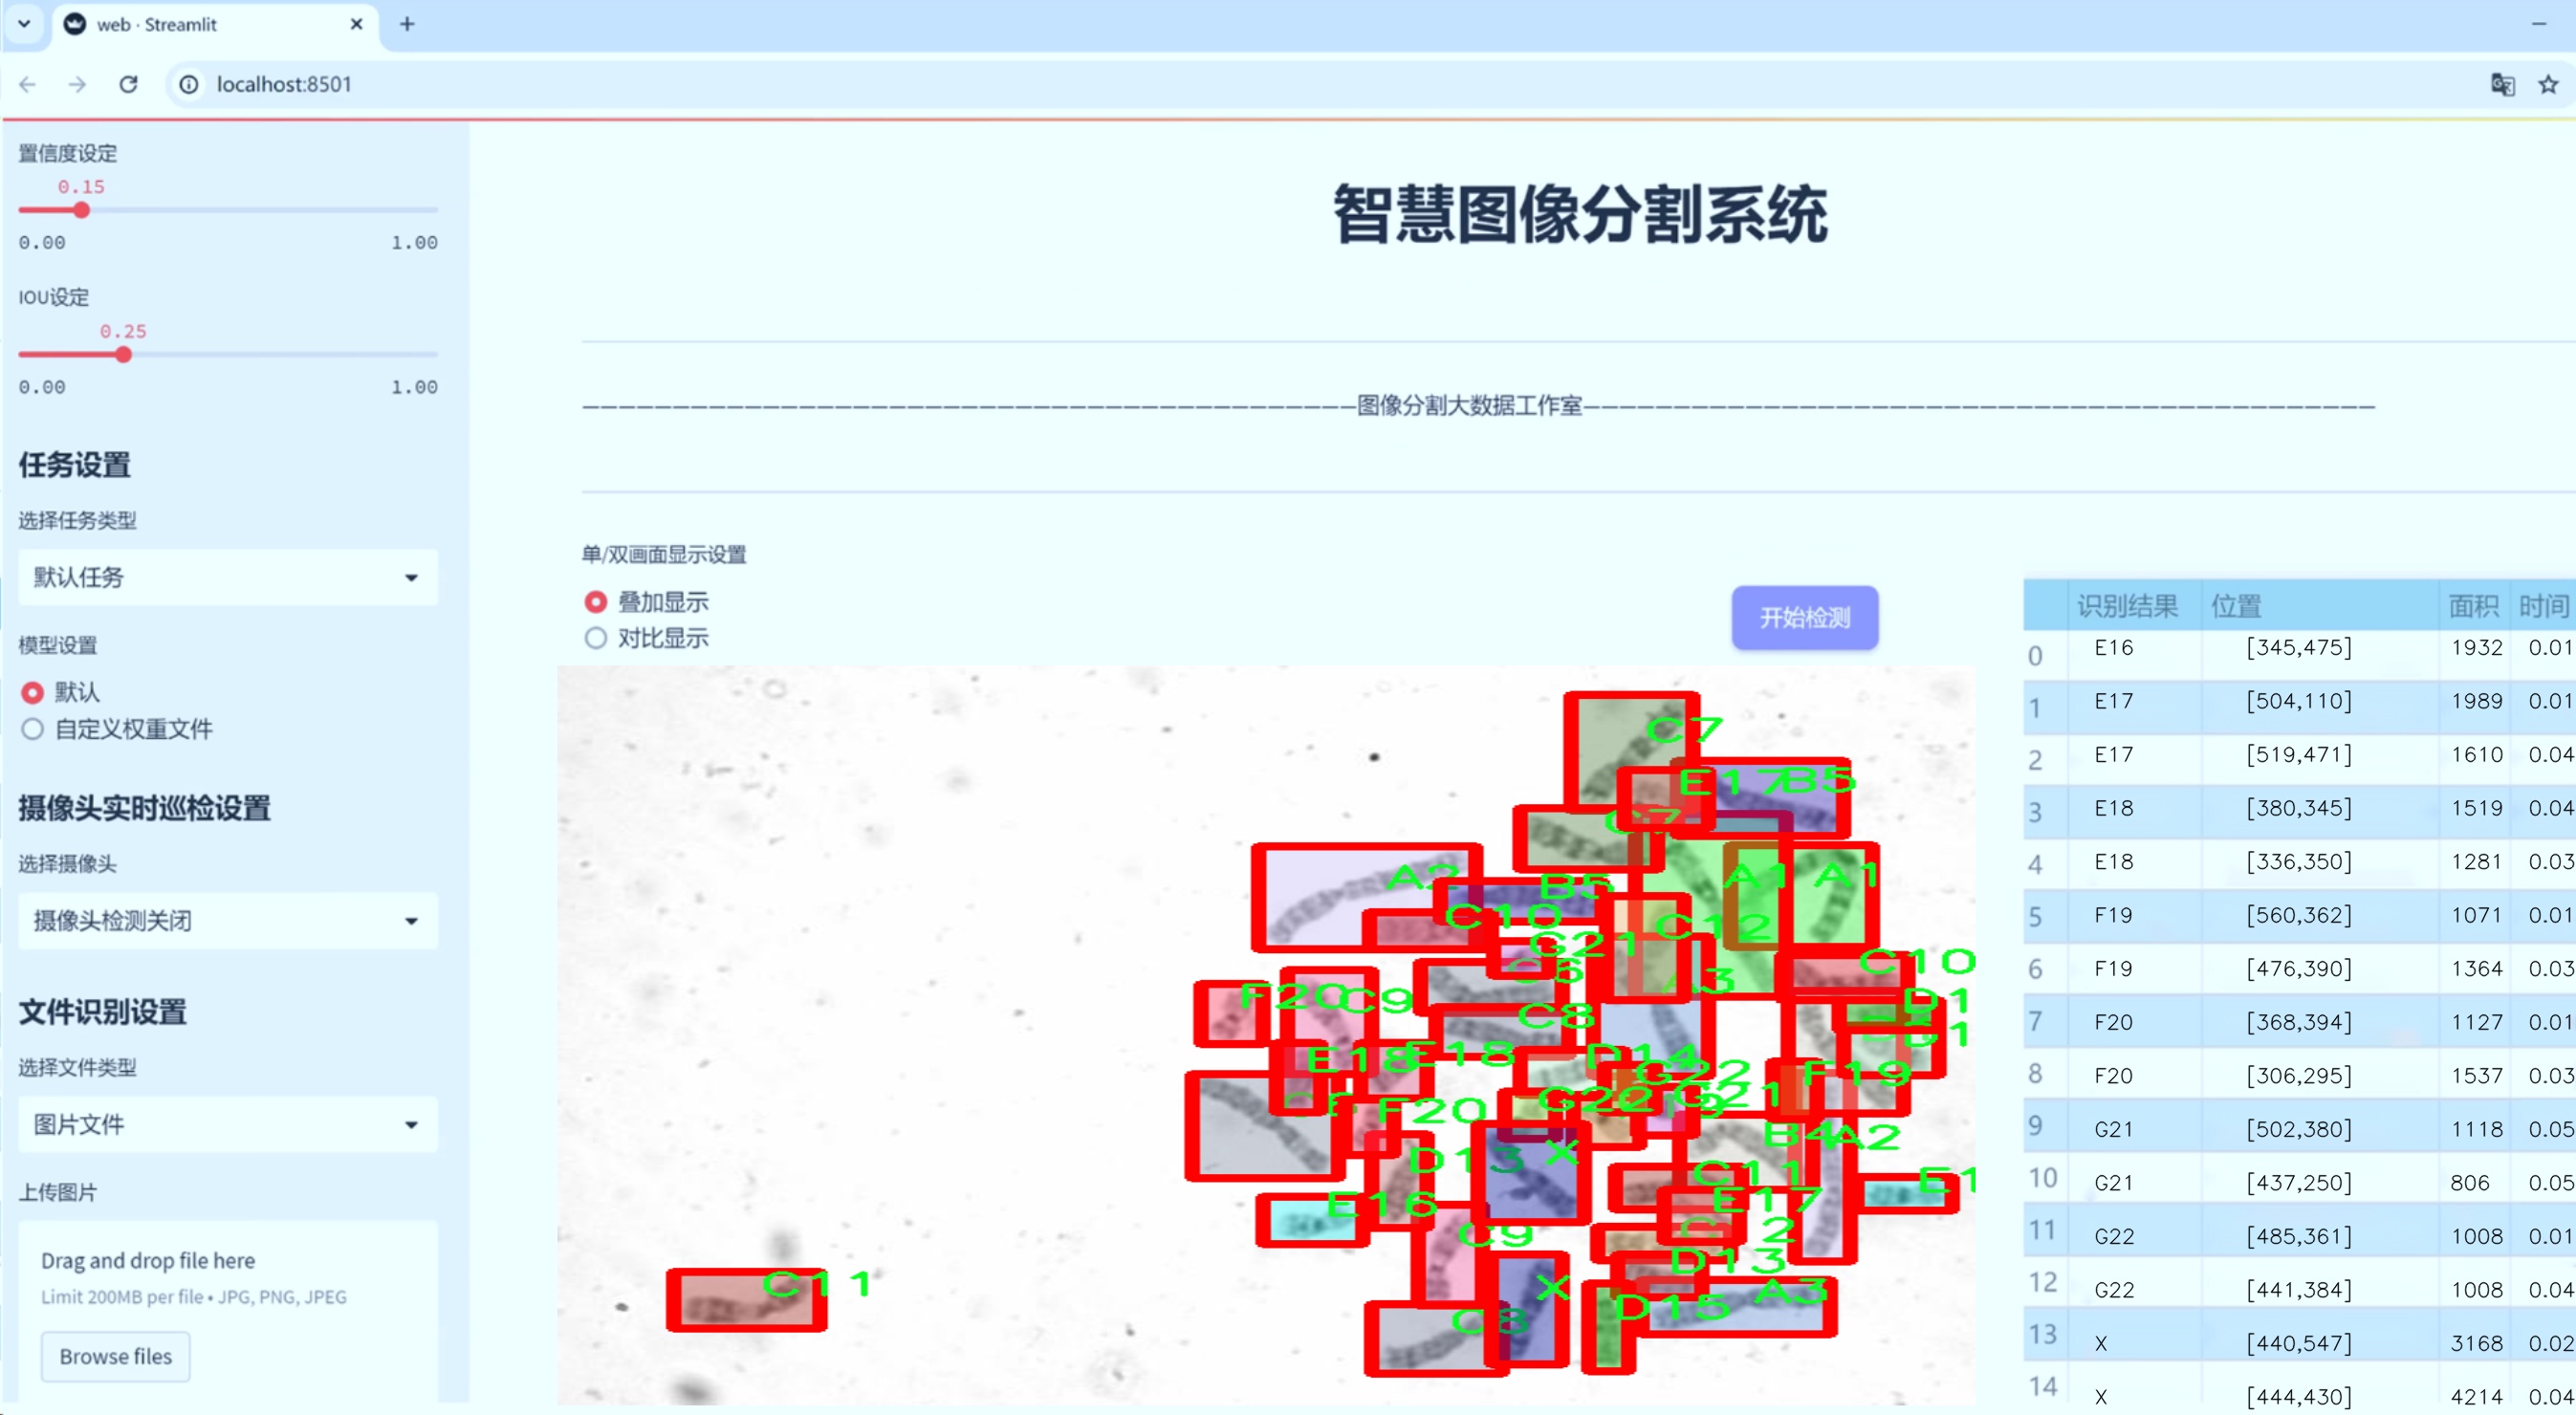 web · Streamlit
localhost:8501
置信度设定
0.15
0.00 1.00
IOU设定
0.25
0.00 1.00
任务设置
选择任务类型
默认任务
模型设置
默认
自定义权重文件
摄像头实时巡检设置
选择摄像头
摄像头检测关闭
文件识别设置
选择文件类型
图片文件
上传图片
Drag and drop file here
Limit 200MB per file • JPG, PNG, JPEG
Browse files
智慧图像分割系统
图像分割大数据工作室
单/双画面显示设置
叠加显示
对比显示
开始检测
C7
E17 B5
C7
A2
B5
A1 A1
C10
C12
G21
C6
A3
C10
F20 C9
C8
D1
E18 E18
D14
G22
F19
F20
G22
G21
B4 A2
D13
X
C11
E16
E17
E1
C9
D13
C11
X
A3
D15
C8
识别结果 位置 面积 时间
0 E16 [345,475] 1932 0.01
1 E17 [504,110] 1989 0.01
2 E17 [519,471] 1610 0.04
3 E18 [380,345] 1519 0.04
4 E18 [336,350] 1281 0.03
5 F19 [560,362] 1071 0.01
6 F19 [476,390] 1364 0.03
7 F20 [368,394] 1127 0.01
8 F20 [306,295] 1537 0.03
9 G21 [502,380] 1118 0.05
10 G21 [437,250] 806 0.05
11 G22 [485,361] 1008 0.01
12 G22 [441,384] 1008 0.04
13 X [440,547] 3168 0.02
14 X [444,430] 4214 0.04